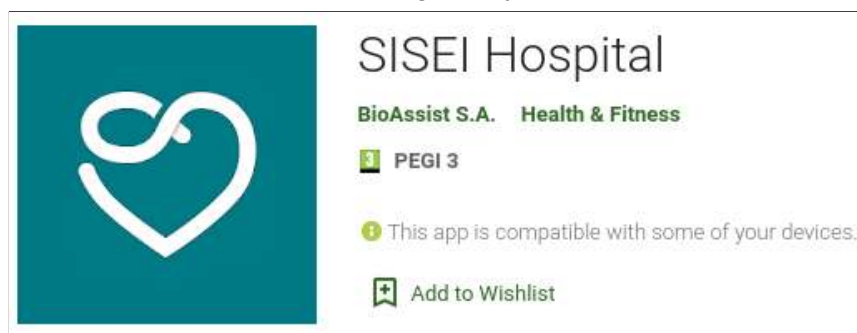 SISEI Hospital
BioAssist S.A. Health & Fitness
3 PEGI 3
This app is compatible with some of your devices.
Add to Wishlist